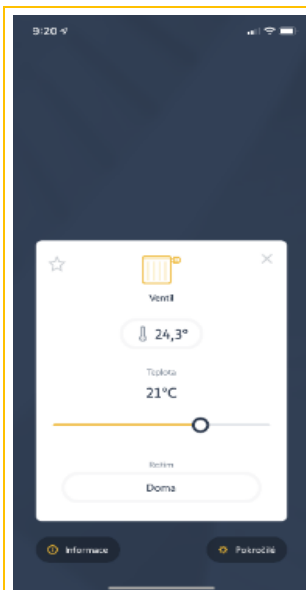 9:20
Ventil
24,3°
Teplota
21°C
Režim
Doma
Informace
Pokročilé